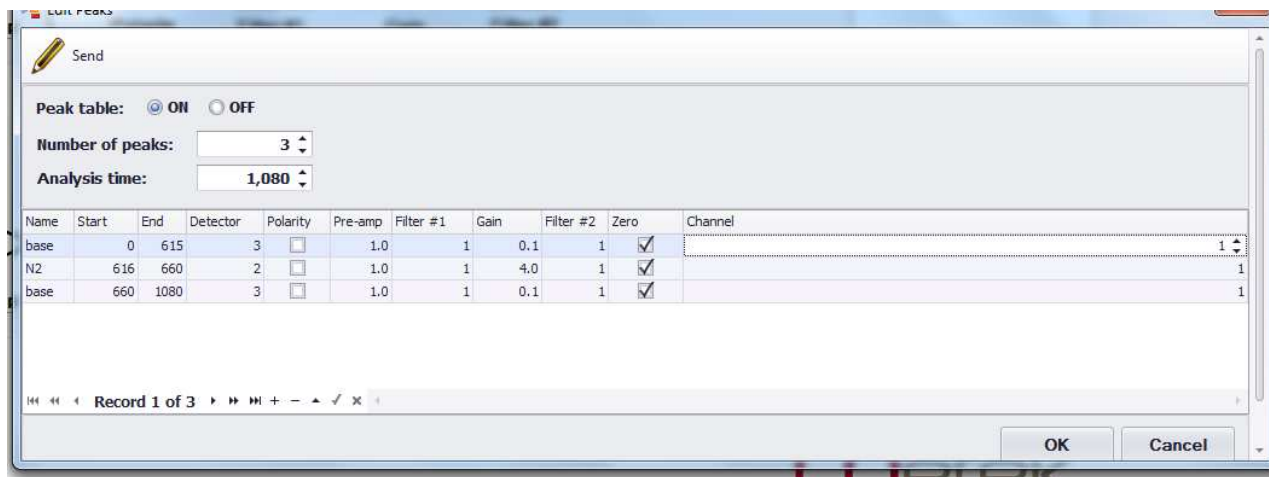 Edit Peaks
Send
Peak table: ON OFF
Number of peaks: 3
Analysis time: 1,080
Name Start End Detector Polarity Pre-amp Filter #1 Gain Filter #2 Zero Channel
base 0 615 3 1.0 1 0.1 1 1
N2 616 660 2 1.0 1 4.0 1 1
base 660 1080 3 1.0 1 0.1 1 1
Record 1 of 3
OK Cancel